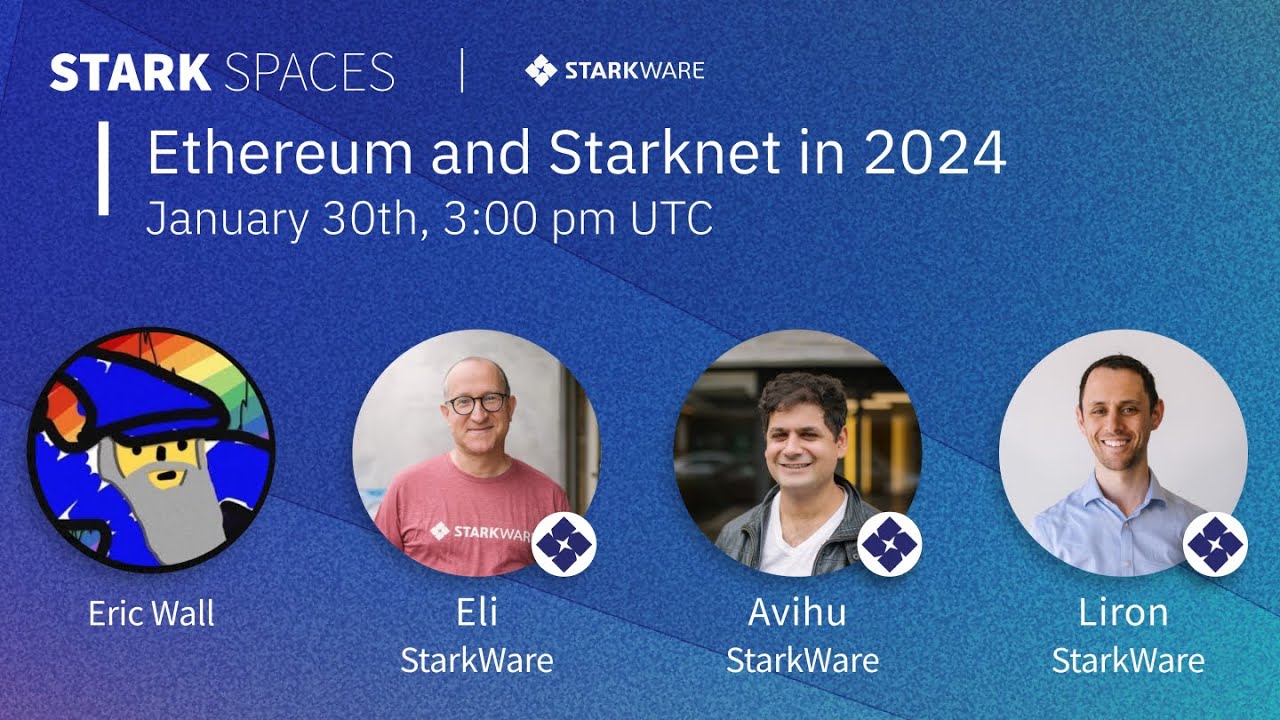 STARK SPACES | STARKWARE
Ethereum and Starknet in 2024
January 30th, 3:00 pm UTC
STARKWARE
Eric Wall
Eli
StarkWare
Avihu
StarkWare
Liron
StarkWare